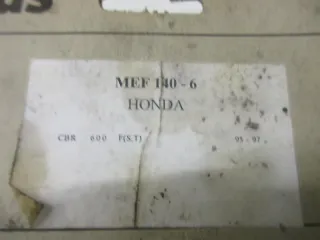 MEF 140 - 6
HONDA
CBR 600 F(S,T) 95 - 97